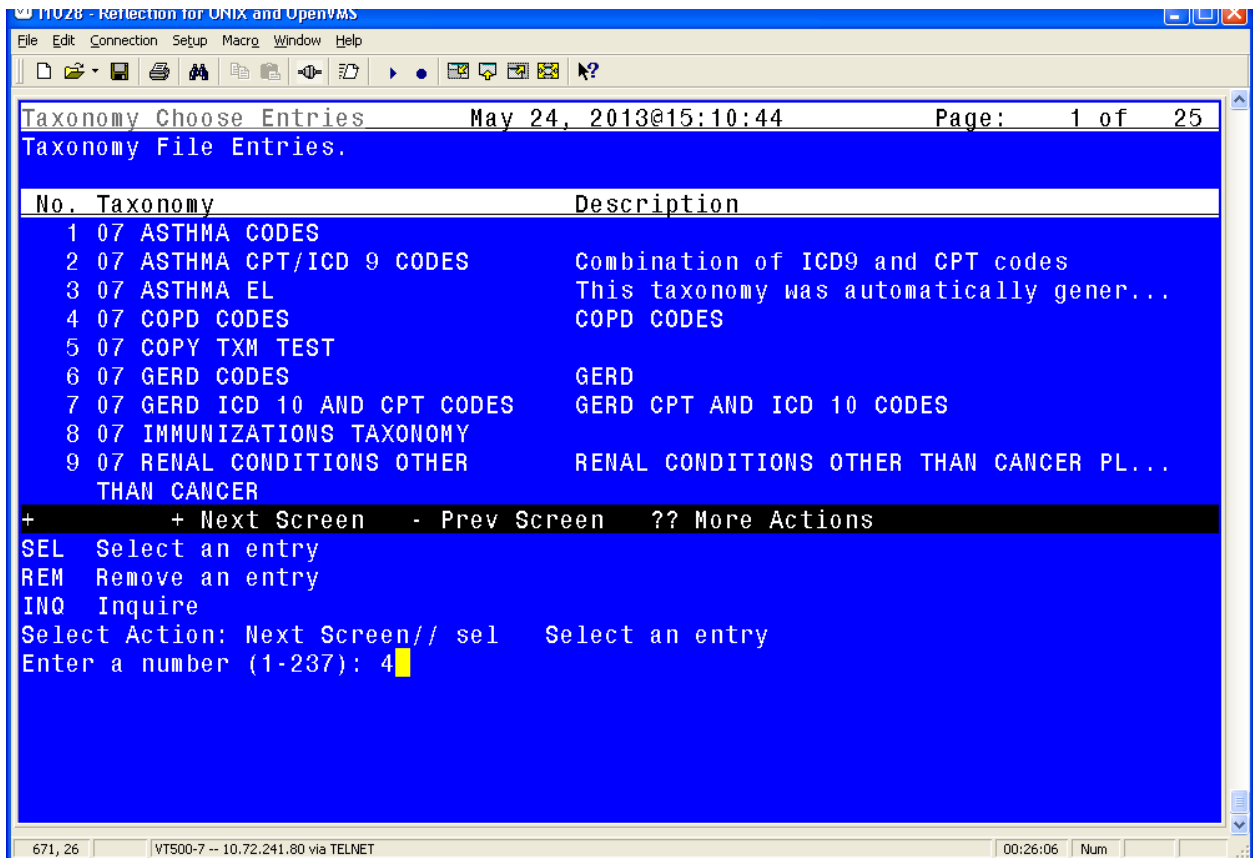 T1028 - Reflection for UNIX and OpenVMS
File Edit Connection Setup Macro Window Help
Taxonomy Choose Entries May 24, 2013@15:10:44 Page: 1 of 25
Taxonomy File Entries.
No. Taxonomy Description
1 07 ASTHMA CODES
2 07 ASTHMA CPT/ICD 9 CODES Combination of ICD9 and CPT codes
3 07 ASTHMA EL This taxonomy was automatically gener...
4 07 COPD CODES COPD CODES
5 07 COPY TXM TEST
6 07 GERD CODES GERD
7 07 GERD ICD 10 AND CPT CODES GERD CPT AND ICD 10 CODES
8 07 IMMUNIZATIONS TAXONOMY
9 07 RENAL CONDITIONS OTHER RENAL CONDITIONS OTHER THAN CANCER PL...
THAN CANCER
+ + Next Screen - Prev Screen ?? More Actions
SEL Select an entry
REM Remove an entry
INQ Inquire
Select Action: Next Screen// sel Select an entry
Enter a number (1-237): 4
671, 26 VT500-7 -- 10.72.241.80 via TELNET 00:26:06 Num